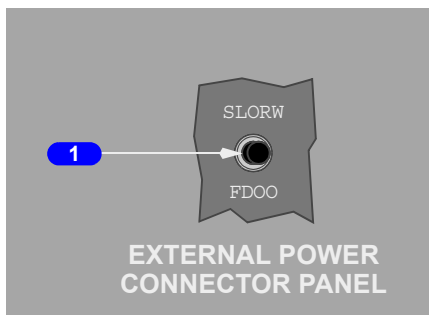 SLORW
1
FDOO
EXTERNAL POWER
CONNECTOR PANEL